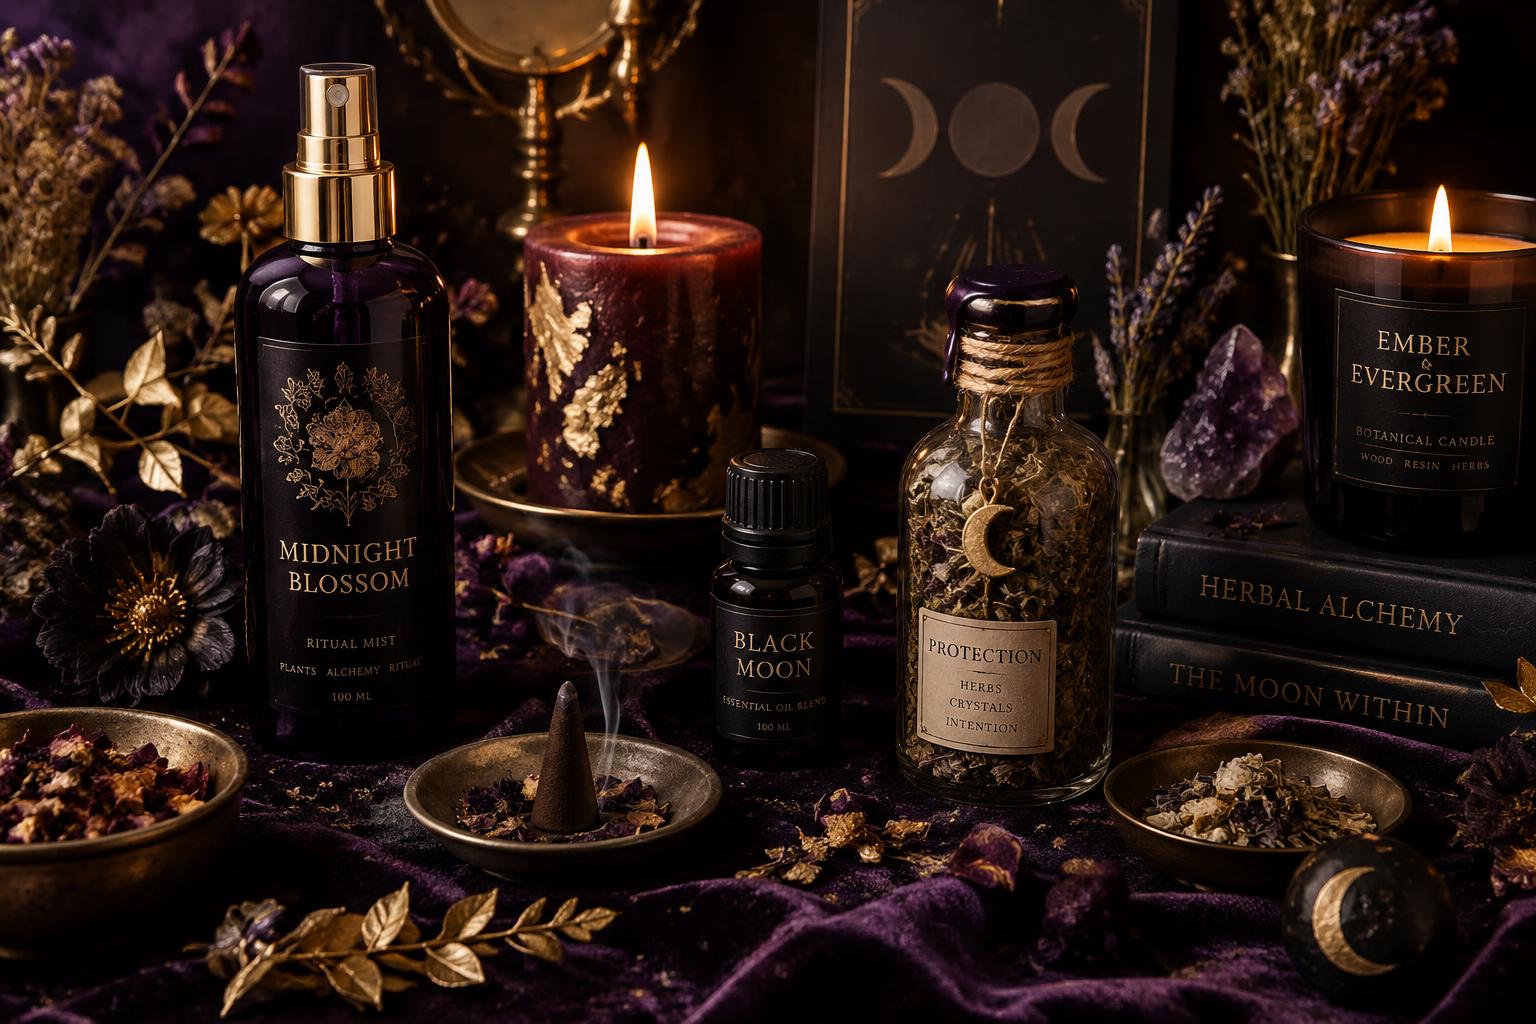 MIDNIGHT
BLOSSOM
RITUAL MIST
PLANTS ALCHEMY RITUAL
100 ML
BLACK
MOON
ESSENTIAL OIL BLEND
100 ML
PROTECTION
HERBS
CRYSTALS
INTENTION
EMBER
&
EVERGREEN
BOTANICAL CANDLE
WOOD RESIN HERBS
HERBAL ALCHEMY
THE MOON WITHIN